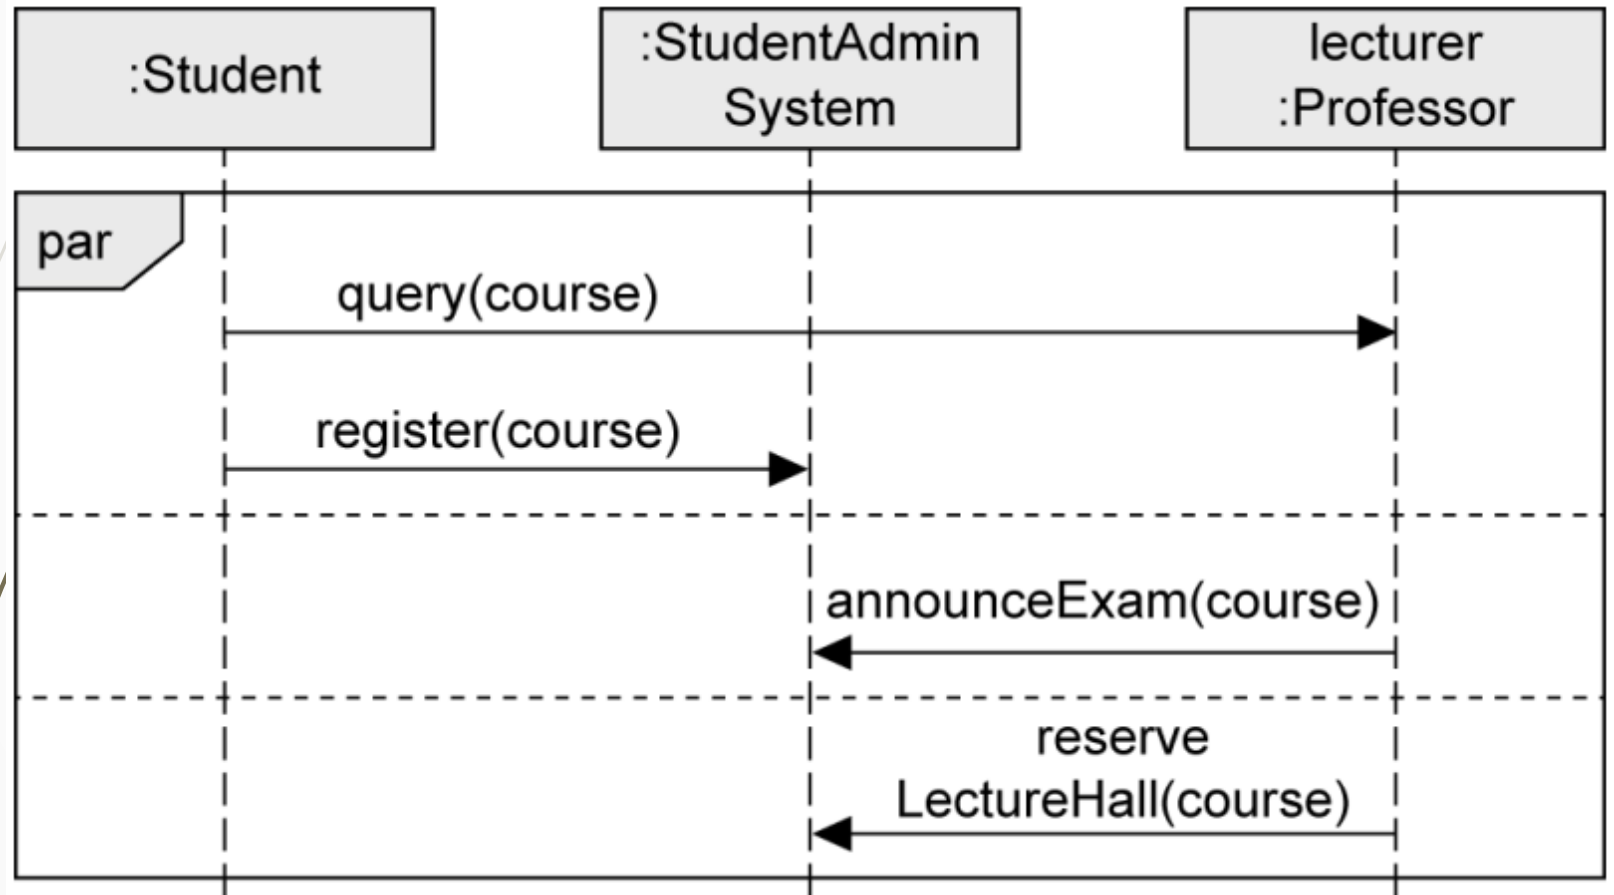 :Student
:StudentAdmin
System
lecturer
:Professor
par
query(course)
register(course)
announceExam(course)
reserve
LectureHall(course)